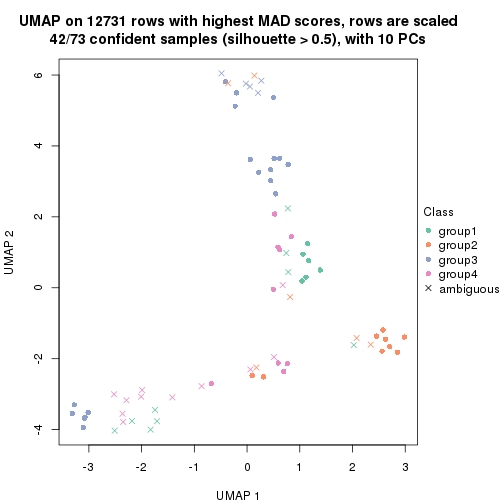 UMAP on 12731 rows with highest MAD scores, rows are scaled
42/73 confident samples (silhouette > 0.5), with 10 PCs
6
4
2
0
-2
-4
UMAP 2
-3
-2
-1
0
1
2
3
UMAP 1
Class
group1
group2
group3
group4
ambiguous